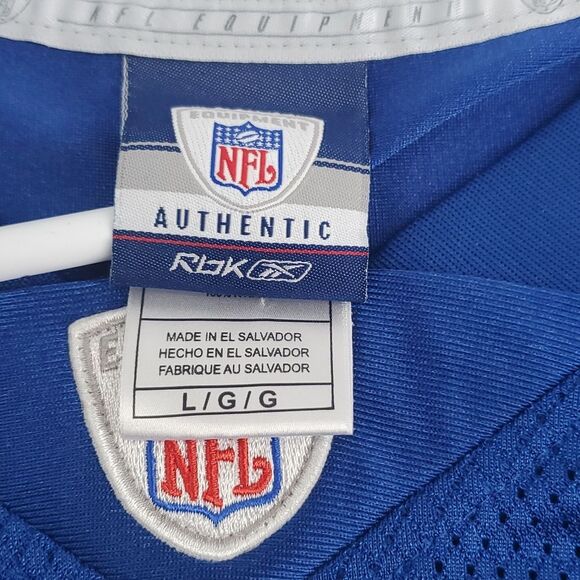 NFL EQUIPMENT
EQUIPMENT
NFL
AUTHENTIC
Rbk
MADE IN EL SALVADOR
HECHO EN EL SALVADOR
FABRIQUE AU SALVADOR
L/G/G
NFL